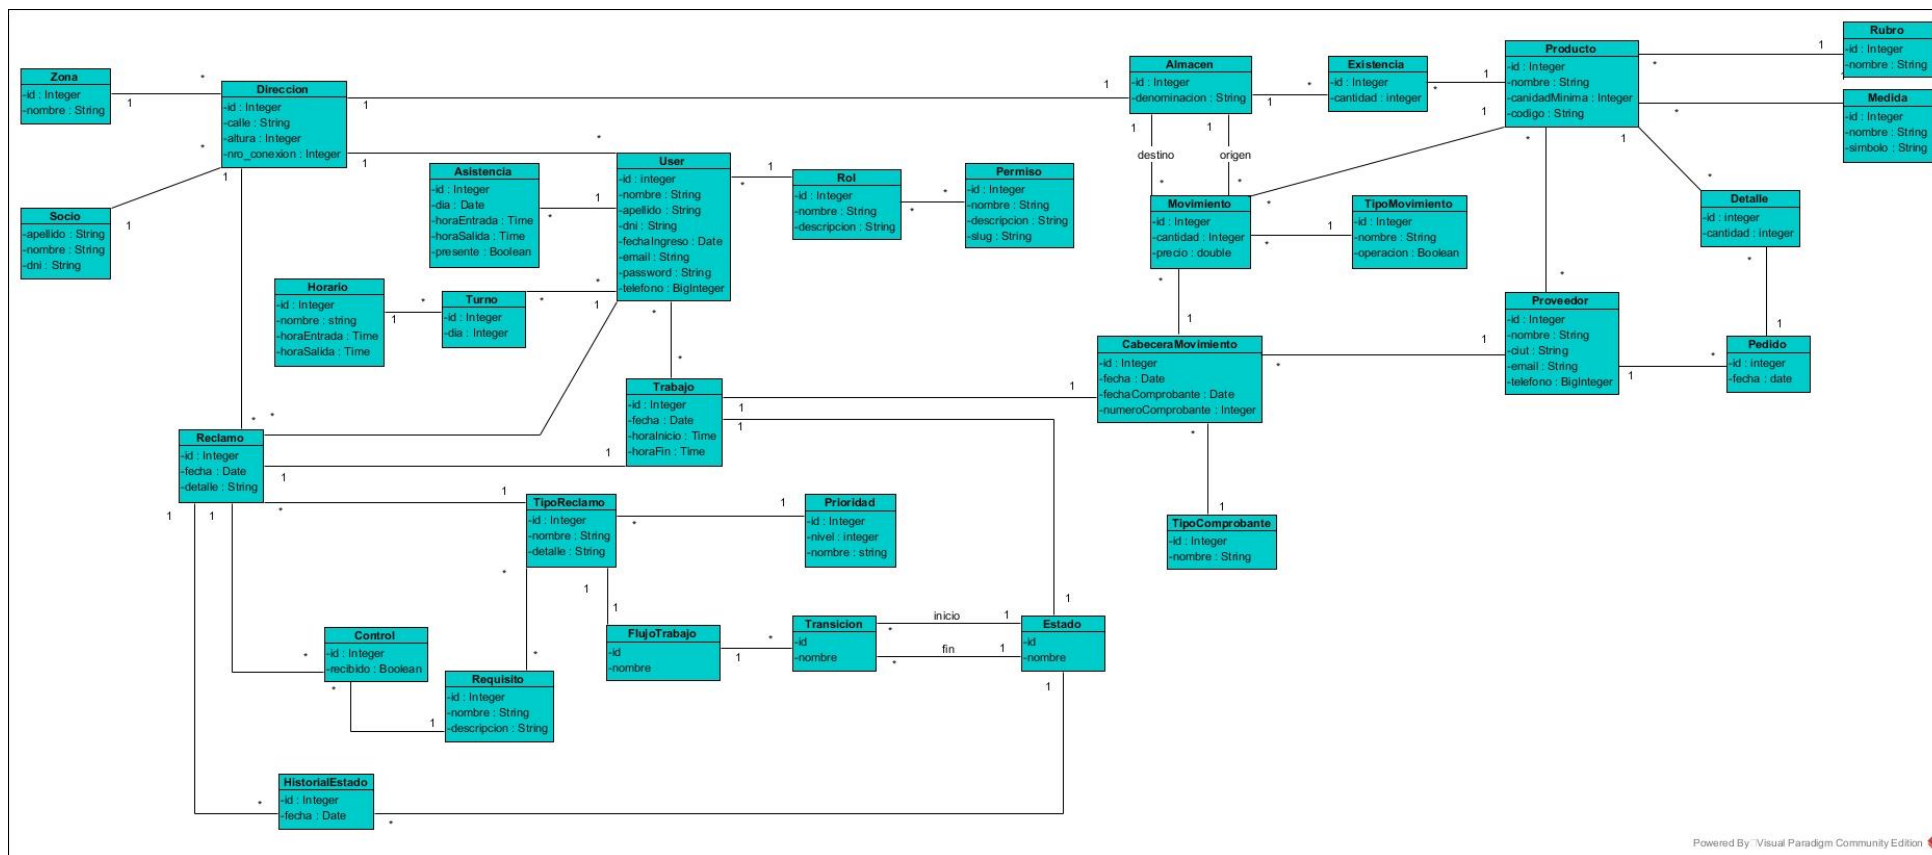 Zona
-id : Integer
-nombre : String
Direccion
-id : Integer
-calle : String
-altura : Integer
-nro_conexion : Integer
Socio
-apellido : String
-nombre : String
-dni : String
Asistencia
-id : Integer
-dia : Date
-horaEntrada : Time
-horaSalida : Time
-presente : Boolean
User
-id : integer
-nombre : String
-apellido : String
-dni : String
-fechaIngreso : Date
-email : String
-password : String
-telefono : BigInteger
Rol
-id : Integer
-nombre : String
-descripcion : String
Permiso
-id : Integer
-nombre : String
-descripcion : String
-slug : String
Horario
-id : Integer
-nombre : string
-horaEntrada : Time
-horaSalida : Time
Turno
-id : Integer
-dia : Integer
Almacen
-id : Integer
-denominacion : String
Existencia
-id : Integer
-cantidad : integer
Producto
-id : Integer
-nombre : String
-canidadMinima : Integer
-codigo : String
Rubro
-id : Integer
-nombre : String
Medida
-id : Integer
-nombre : String
-simbolo : String
destino
origen
Movimiento
-id : Integer
-cantidad : Integer
-precio : double
TipoMovimiento
-id : Integer
-nombre : String
-operacion : Boolean
Detalle
-id : integer
-cantidad : integer
Proveedor
-id : Integer
-nombre : String
-ciut : String
-email : String
-telefono : BigInteger
Pedido
-id : integer
-fecha : date
CabeceraMovimiento
-id : Integer
-fecha : Date
-fechaComprobante : Date
-numeroComprobante : Integer
Trabajo
-id : Integer
-fecha : Date
-horaInicio : Time
-horaFin : Time
Reclamo
-id : Integer
-fecha : Date
-detalle : String
TipoReclamo
-id : Integer
-nombre : String
-detalle : String
Prioridad
-id : Integer
-nivel : integer
-nombre : string
TipoComprobante
-id : Integer
-nombre : String
Control
-id : Integer
-recibido : Boolean
Requisito
-id : Integer
-nombre : String
-descripcion : String
FlujoTrabajo
-id
-nombre
Transicion
-id
-nombre
inicio
fin
Estado
-id
-nombre
HistorialEstado
-id : Integer
-fecha : Date
Powered By Visual Paradigm Community Edition